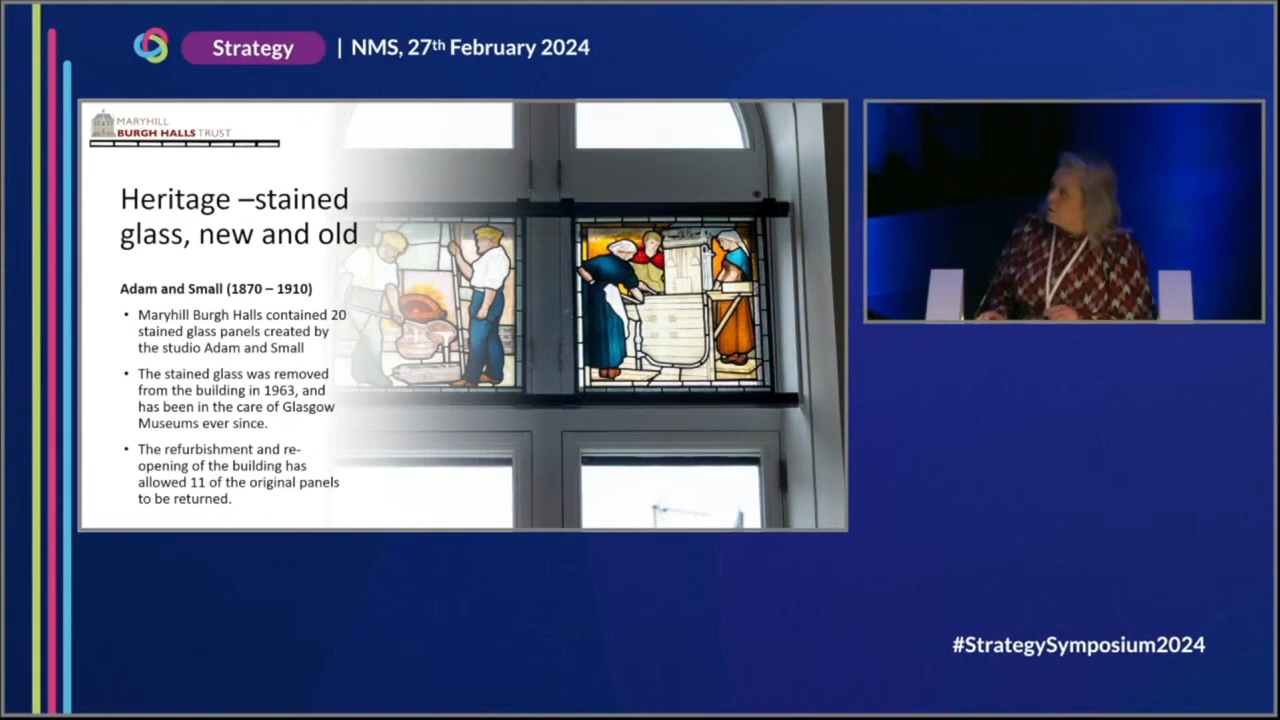 Strategy | NMS, 27th February 2024
MARYHILL
BURGH HALLS TRUST
Heritage –stained
glass, new and old
Adam and Small (1870 – 1910)
• Maryhill Burgh Halls contained 20
stained glass panels created by
the studio Adam and Small
• The stained glass was removed
from the building in 1963, and
has been in the care of Glasgow
Museums ever since.
• The refurbishment and re-
opening of the building has
allowed 11 of the original panels
to be returned.
#StrategySymposium2024